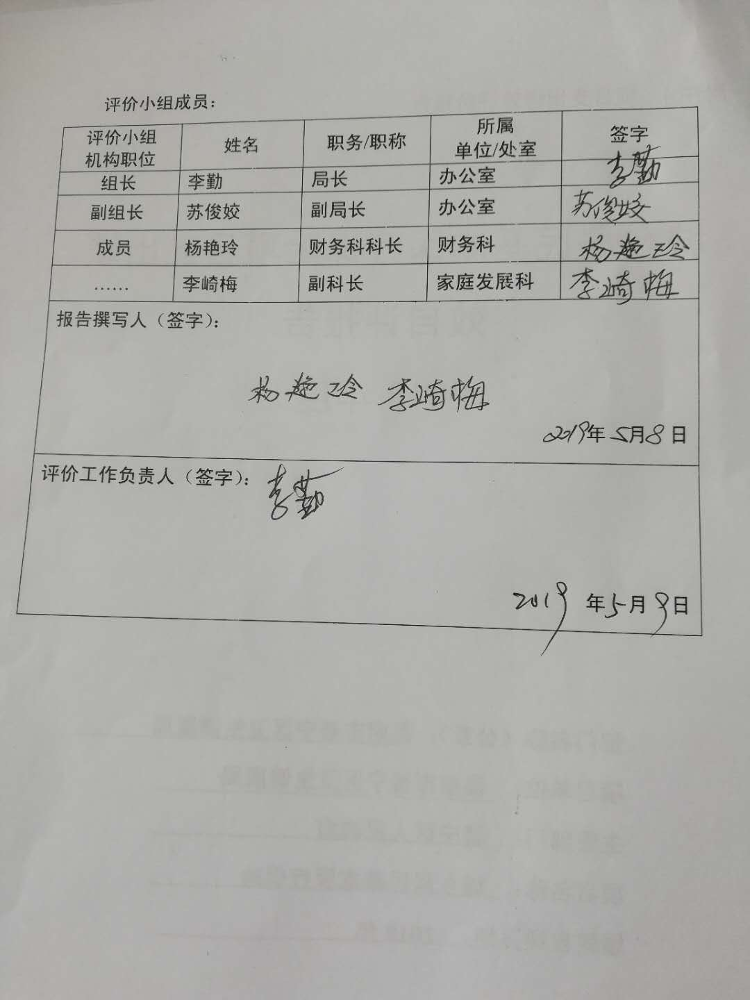 评价小组成员：
评价小组机构职位 姓名 职务/职称 所属单位/处室 签字
组长 李勤 局长 办公室 李勤
副组长 苏俊姣 副局长 办公室 苏俊姣
成员 杨艳玲 财务科科长 财务科 杨艳玲
…… 李崎梅 副科长 家庭发展科 李崎梅
报告撰写人（签字）：
杨艳玲 李崎梅
2019年5月8日
评价工作负责人（签字）：李勤
2019年5月9日